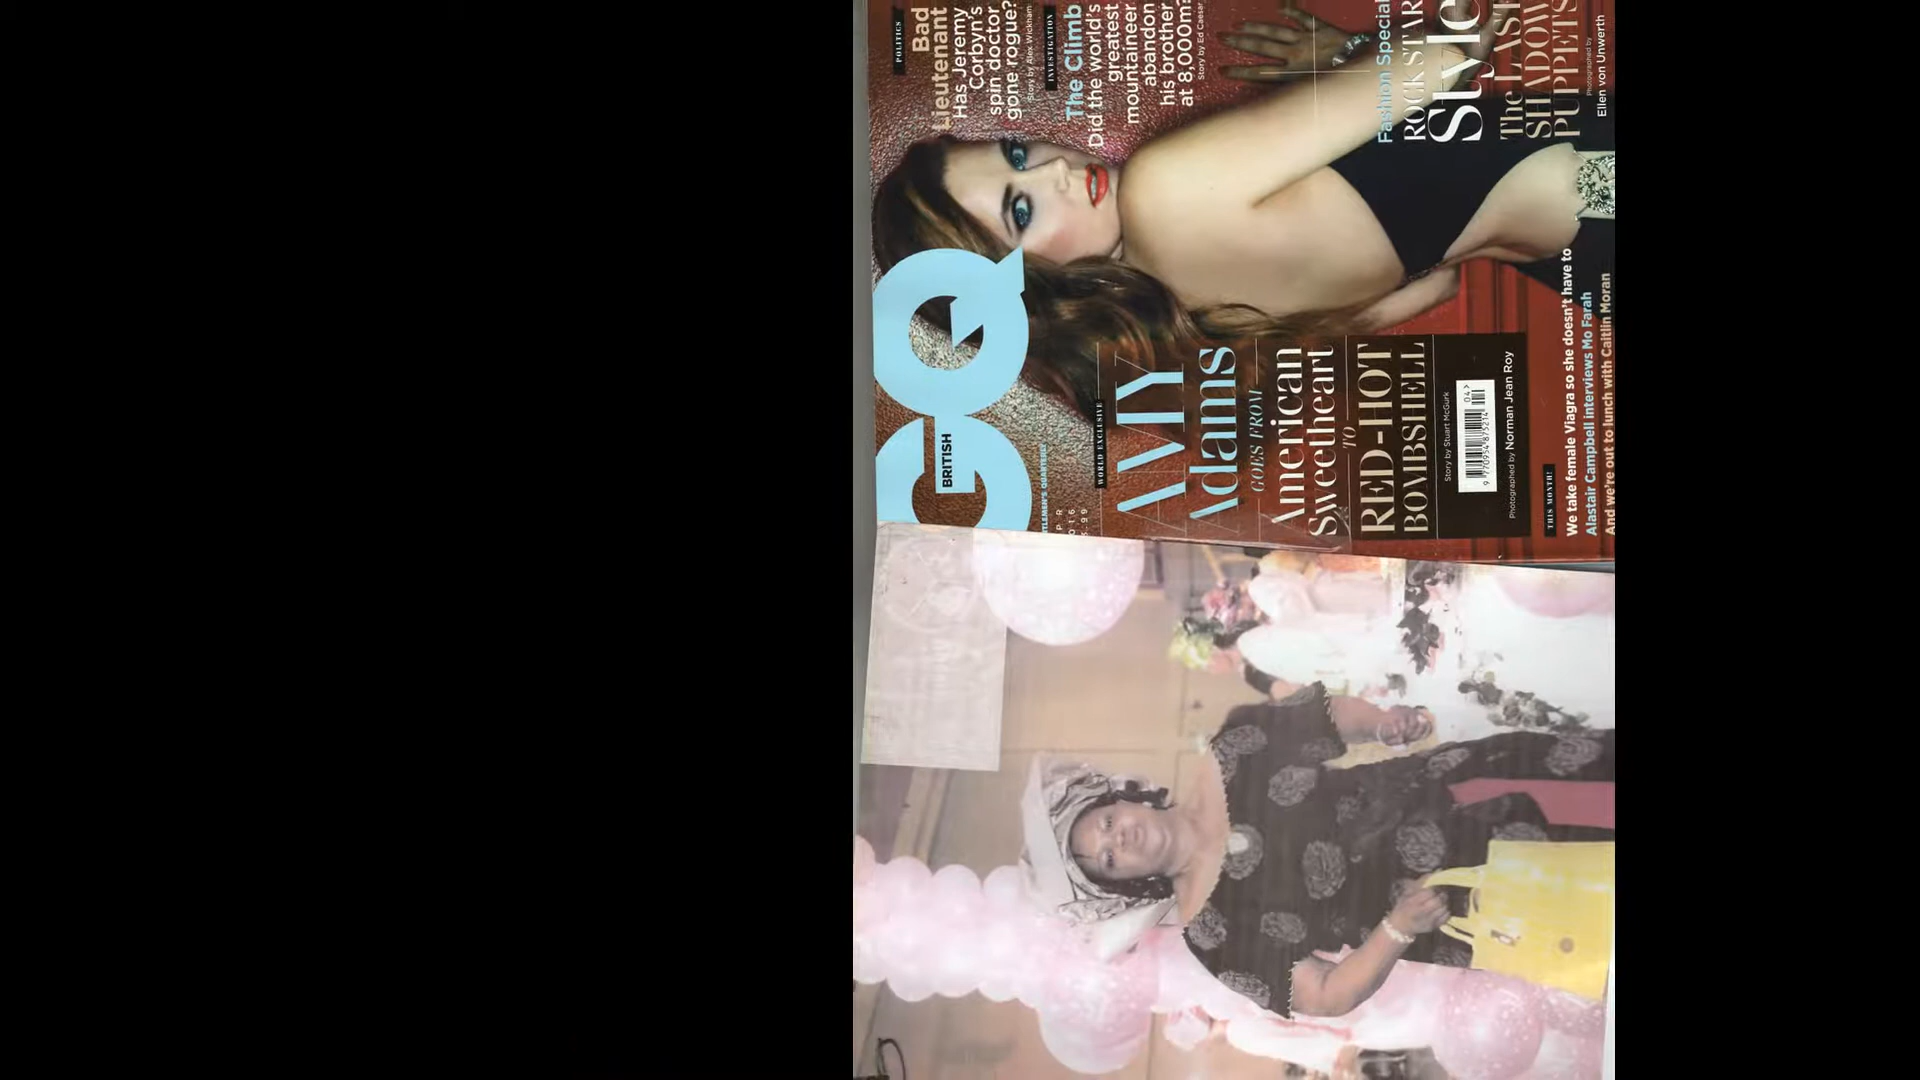 POLITICS
Bad
Lieutenant
Has Jeremy
Corbyn's
spin doctor
gone rogue?
Story by Alex Wickham
INVESTIGATION
The Climb
Did the world's
greatest
mountaineer
abandon
his brother
at 8,000m?
Story by Ed Caesar
Fashion Special
ROCK STAR
Style
The LAST
SHADOW
PUPPETS
Photographed by
Ellen von Unwerth
GQ
BRITISH
WORLD EXCLUSIVE
AMY
Adams
GOES FROM
American
Sweetheart
TO
RED-HOT
BOMBSHELL
Story by Stuart McGurk
04>
9 770954 875214
Photographed by Norman Jean Roy
THIS MONTH!
We take female Viagra so she doesn't have to
Alastair Campbell interviews Mo Farah
And we're out to lunch with Caitlin Moran